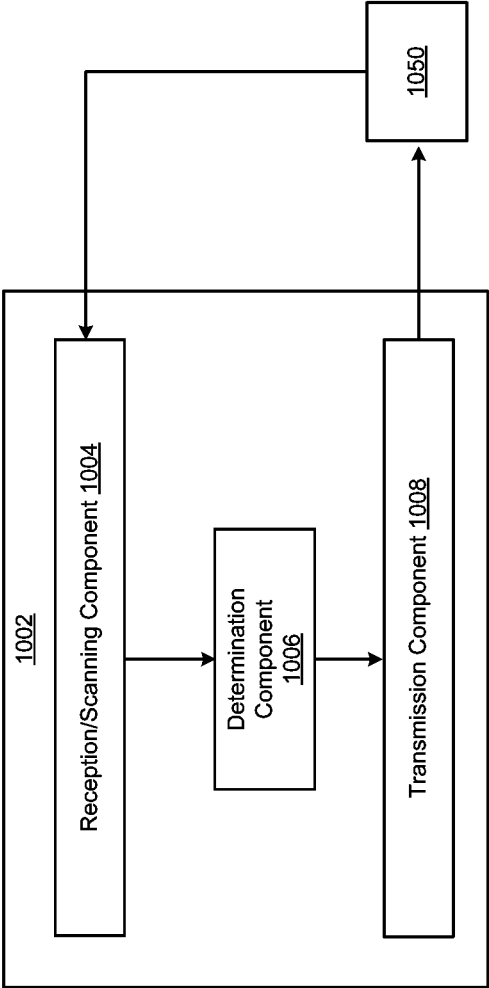 1002
Reception/Scanning Component 1004
Determination
Component
1006
Transmission Component 1008
1050